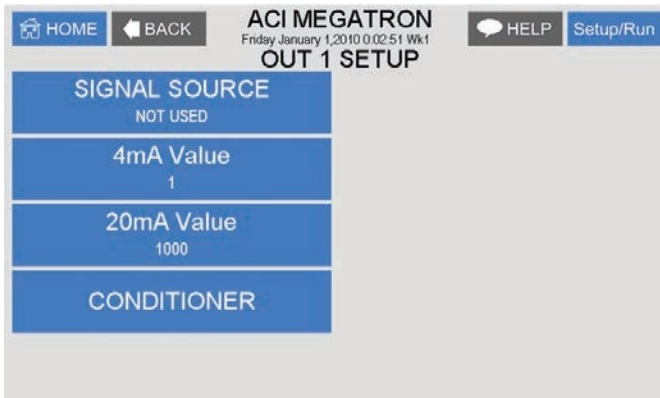 HOME
BACK
ACI MEGATRON
Friday January 1,2010 0:02:51 Wk1
OUT 1 SETUP
HELP
Setup/Run
SIGNAL SOURCE
NOT USED
4mA Value
1
20mA Value
1000
CONDITIONER